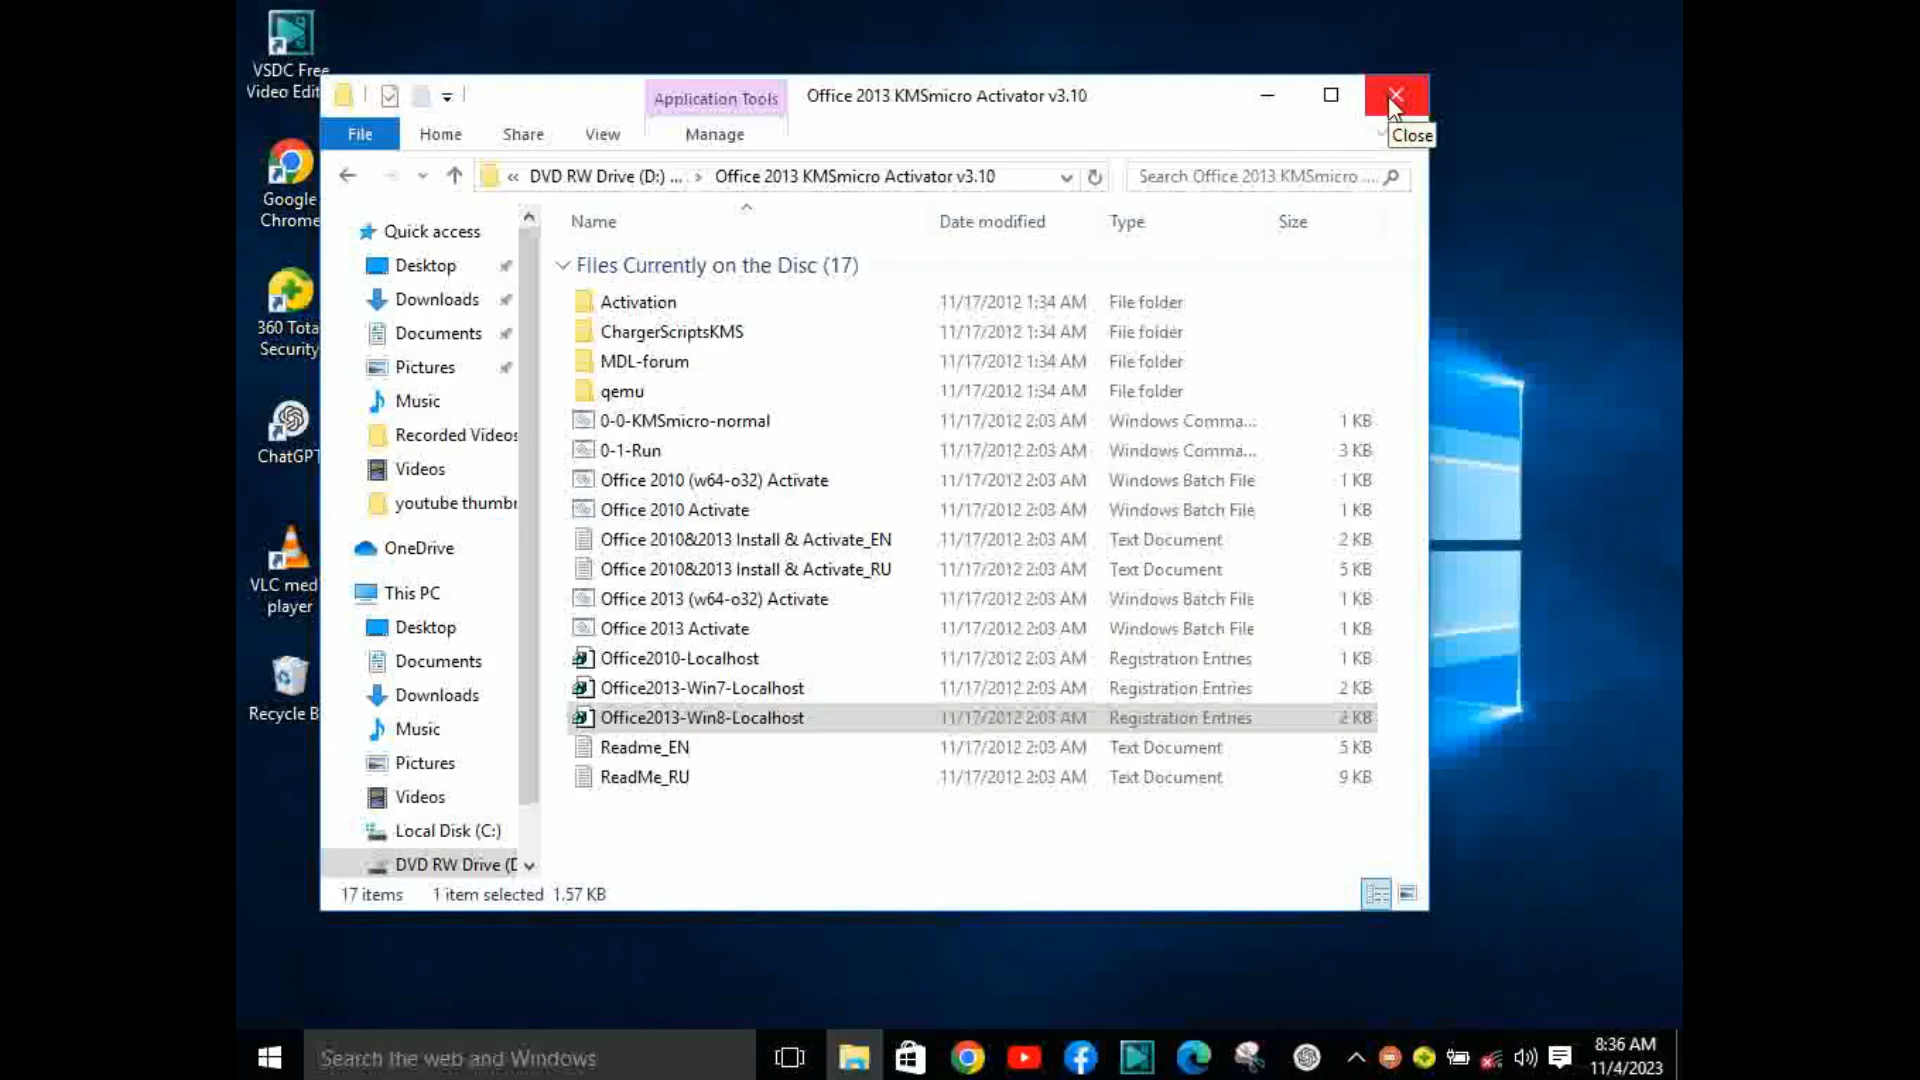 VSDC Free
Video Edit
Google
Chrome
360 Tota
Security
ChatGPT
VLC med
player
Recycle B
Application Tools
Office 2013 KMSmicro Activator v3.10
File
Home
Share
View
Manage
Close
« DVD RW Drive (D:) ... › Office 2013 KMSmicro Activator v3.10
Search Office 2013 KMSmicro ....
Quick access
Desktop
Downloads
Documents
Pictures
Music
Recorded Videos
Videos
youtube thumbr
OneDrive
This PC
Desktop
Documents
Downloads
Music
Pictures
Videos
Local Disk (C:)
DVD RW Drive (D
Name Date modified Type Size
Files Currently on the Disc (17)
Activation 11/17/2012 1:34 AM File folder
ChargerScriptsKMS 11/17/2012 1:34 AM File folder
MDL-forum 11/17/2012 1:34 AM File folder
qemu 11/17/2012 1:34 AM File folder
0-0-KMSmicro-normal 11/17/2012 2:03 AM Windows Comma... 1 KB
0-1-Run 11/17/2012 2:03 AM Windows Comma... 3 KB
Office 2010 (w64-o32) Activate 11/17/2012 2:03 AM Windows Batch File 1 KB
Office 2010 Activate 11/17/2012 2:03 AM Windows Batch File 1 KB
Office 2010&2013 Install & Activate_EN 11/17/2012 2:03 AM Text Document 2 KB
Office 2010&2013 Install & Activate_RU 11/17/2012 2:03 AM Text Document 5 KB
Office 2013 (w64-o32) Activate 11/17/2012 2:03 AM Windows Batch File 1 KB
Office 2013 Activate 11/17/2012 2:03 AM Windows Batch File 1 KB
Office2010-Localhost 11/17/2012 2:03 AM Registration Entries 1 KB
Office2013-Win7-Localhost 11/17/2012 2:03 AM Registration Entries 2 KB
Office2013-Win8-Localhost 11/17/2012 2:03 AM Registration Entries 2 KB
Readme_EN 11/17/2012 2:03 AM Text Document 5 KB
ReadMe_RU 11/17/2012 2:03 AM Text Document 9 KB
17 items 1 item selected 1.57 KB
Search the web and Windows
8:36 AM
11/4/2023